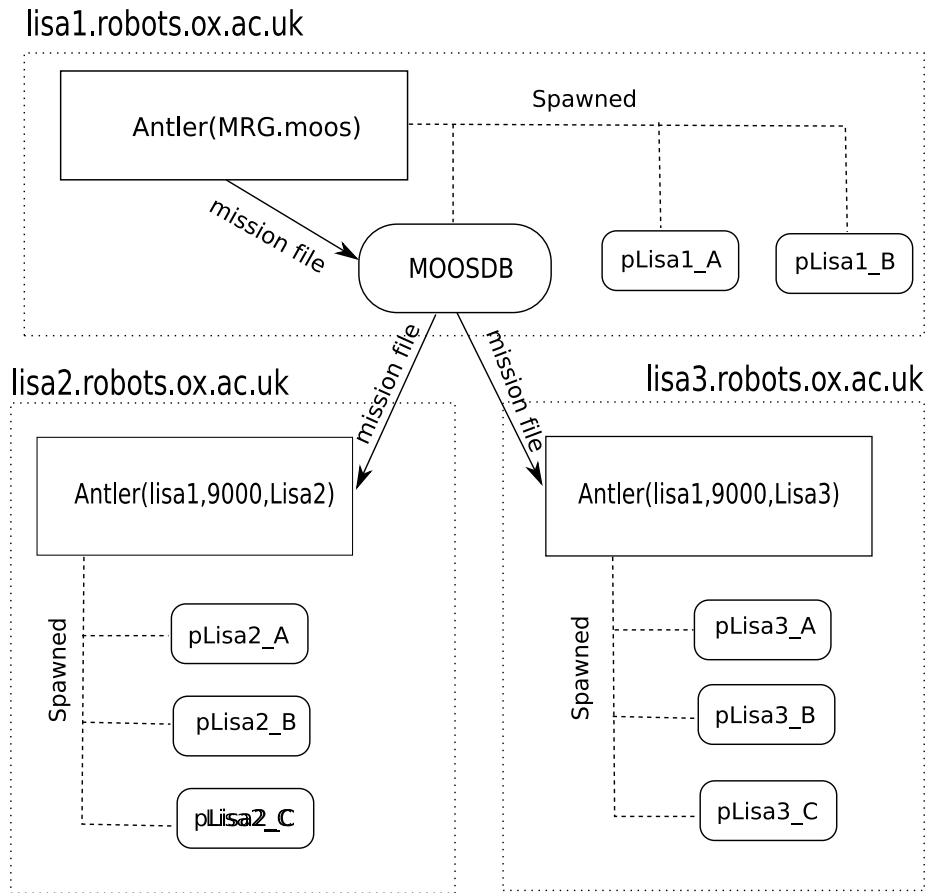 lisa1.robots.ox.ac.uk
Antler(MRG.moos)
Spawned
mission file
MOOSDB
pLisa1_A
pLisa1_B
mission file
mission file
lisa2.robots.ox.ac.uk
lisa3.robots.ox.ac.uk
Antler(lisa1,9000,Lisa2)
Antler(lisa1,9000,Lisa3)
Spawned
pLisa2_A
pLisa2_B
pLisa2_C
Spawned
pLisa3_A
pLisa3_B
pLisa3_C